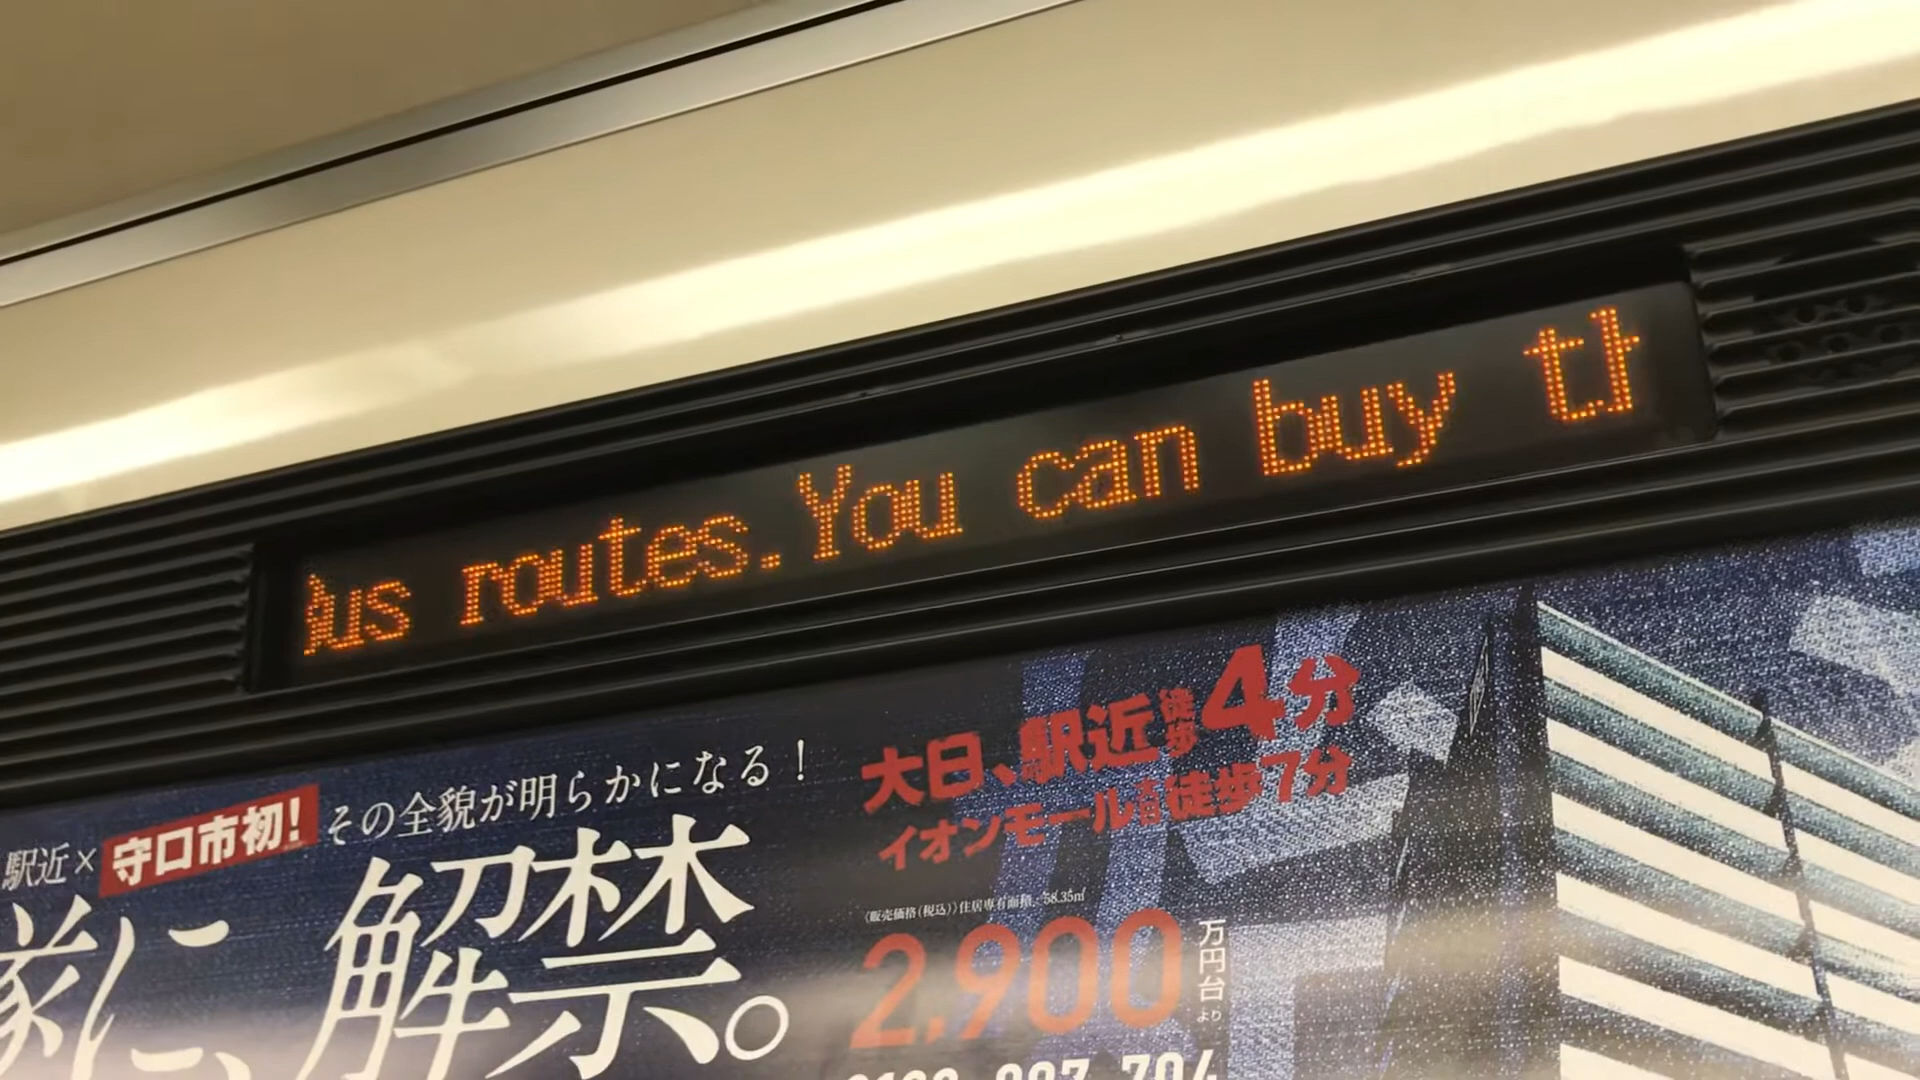 us routes.You can buy
駅近×守口市初!その全貌が明らかになる!
遂に、解禁。
大日、駅近徒歩4分
イオンモール大日徒歩7分
〈販売価格(税込)〉住居専有面積 58.35㎡
2,900万円台より